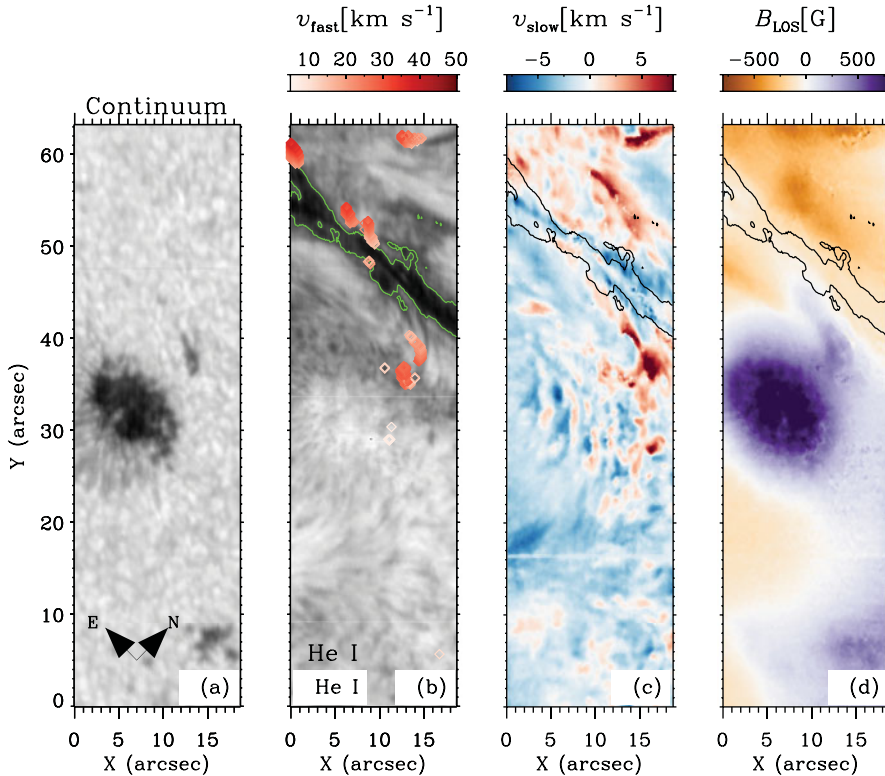 v_fast[km s^-1]
v_slow[km s^-1]
B_LOS[G]
10 20 30 40 50
-5 0 5
-500 0 500
Continuum
60
50
40
30
20
10
0
Y (arcsec)
E N
He I
(a)
He I
(b)
(c)
(d)
0 5 10 15
0 5 10 15
0 5 10 15
0 5 10 15
X (arcsec)
X (arcsec)
X (arcsec)
X (arcsec)